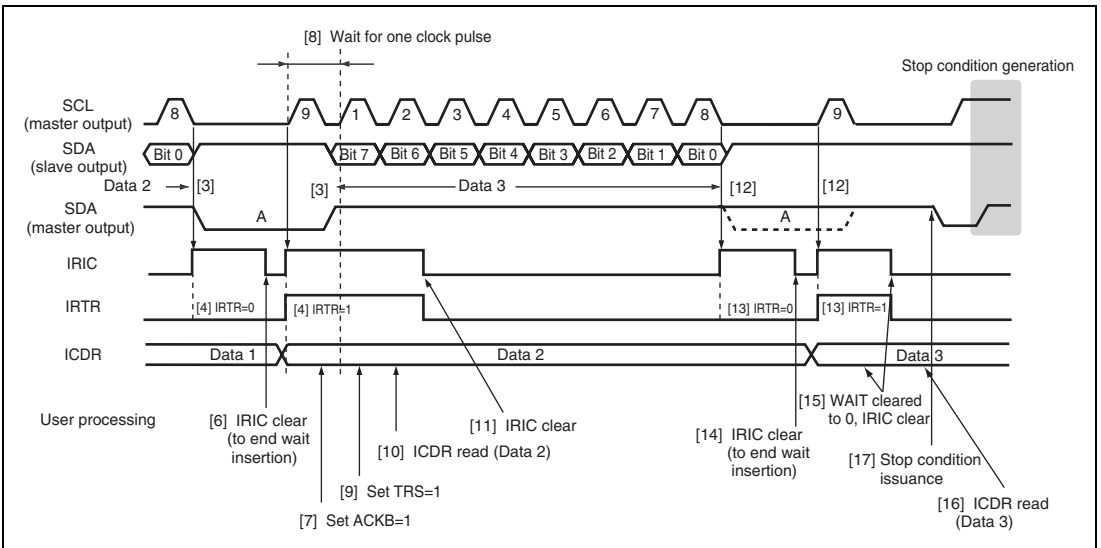 [8] Wait for one clock pulse
Stop condition generation
SCL
(master output)
8 9 1 2 3 4 5 6 7 8 9
SDA
(slave output)
Bit 0 Bit 7 Bit 6 Bit 5 Bit 4 Bit 3 Bit 2 Bit 1 Bit 0
Data 2 [3] [3] Data 3 [12] [12]
SDA
(master output)
A A
IRIC
IRTR
[4] IRTR=0 [4] IRTR=1 [13] IRTR=0 [13] IRTR=1
ICDR
Data 1 Data 2 Data 3
User processing
[6] IRIC clear
(to end wait
insertion)
[7] Set ACKB=1
[9] Set TRS=1
[10] ICDR read (Data 2)
[11] IRIC clear
[14] IRIC clear
(to end wait
insertion)
[15] WAIT cleared
to 0, IRIC clear
[17] Stop condition
issuance
[16] ICDR read
(Data 3)